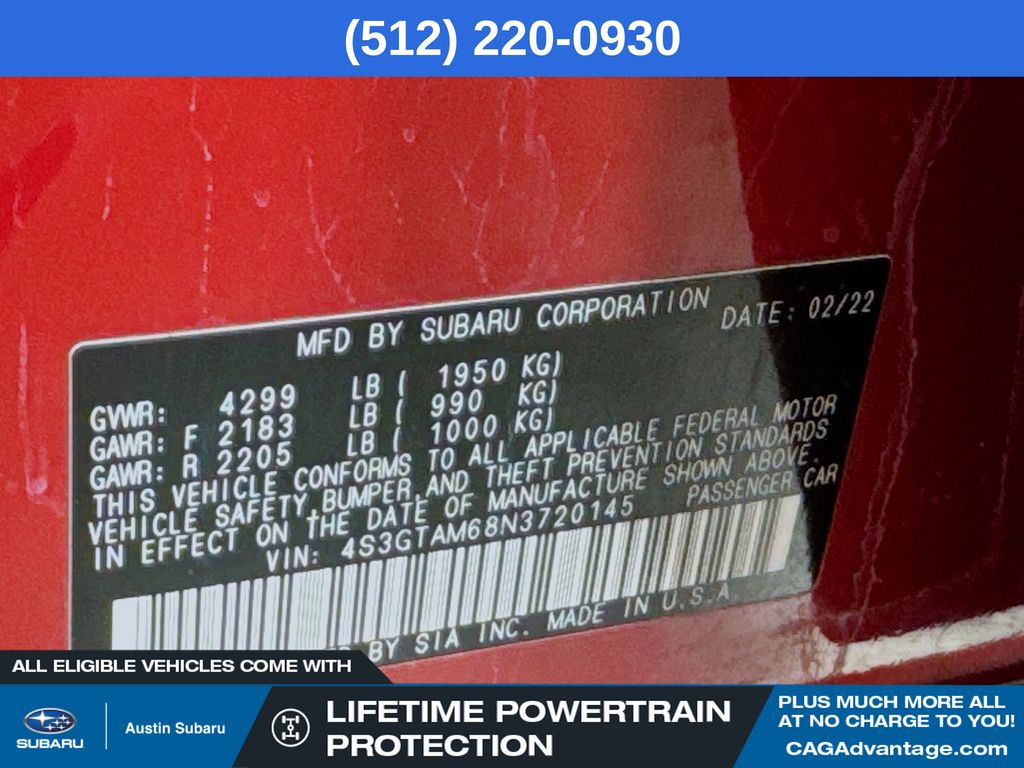 (512) 220-0930
MFD BY SUBARU CORPORATION DATE: 02/22
GVWR: 4299 LB ( 1950 KG)
GAWR: F 2183 LB ( 990 KG)
GAWR: R 2205 LB ( 1000 KG)
THIS VEHICLE CONFORMS TO ALL APPLICABLE FEDERAL MOTOR
VEHICLE SAFETY, BUMPER, AND THEFT PREVENTION STANDARDS
IN EFFECT ON THE DATE OF MANUFACTURE SHOWN ABOVE.
VIN: 4S3GTAM68N3720145 PASSENGER CAR
BY SIA INC. MADE IN U.S.A
ALL ELIGIBLE VEHICLES COME WITH
SUBARU
Austin Subaru
LIFETIME POWERTRAIN
PROTECTION
PLUS MUCH MORE ALL
AT NO CHARGE TO YOU!
CAGAdvantage.com